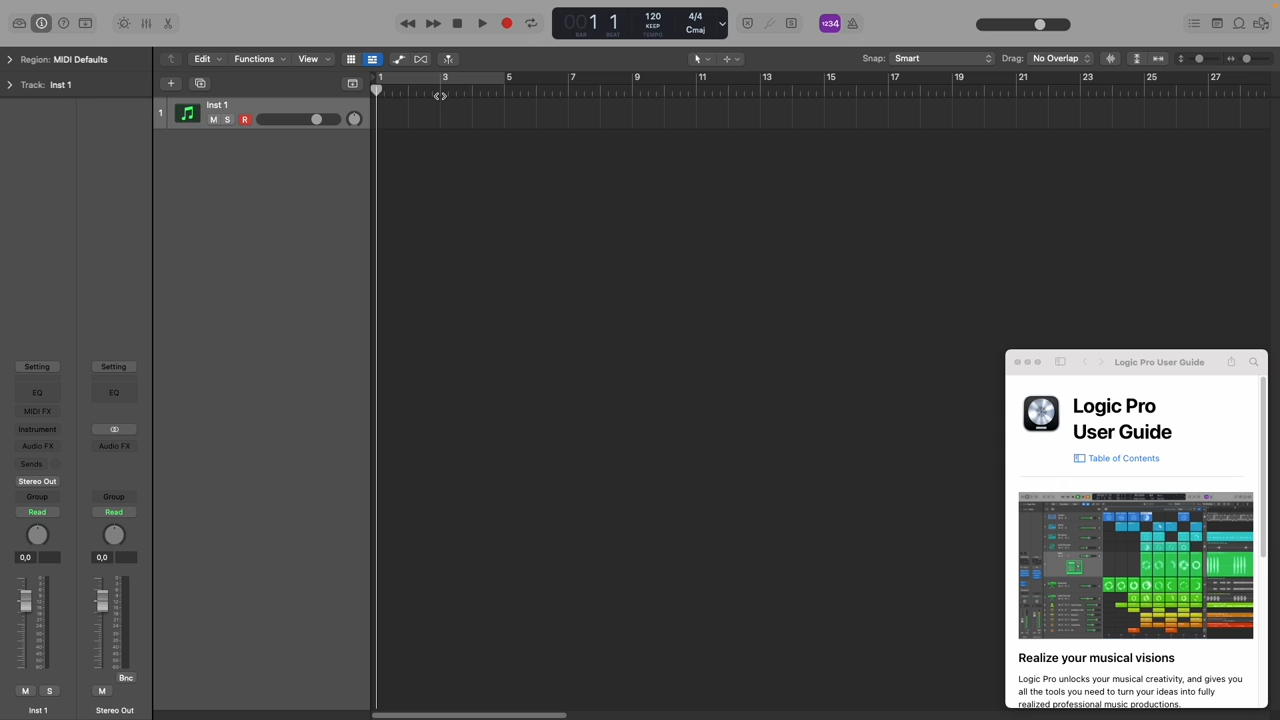 00 1 1
BAR BEAT
120
KEEP
TEMPO
4/4
Cmaj
1234
Region: MIDI Defaults
Edit Functions View
Snap: Smart
Drag: No Overlap
Track: Inst 1
1 3 5 7 9 11 13 15 17 19 21 23 25 27
1
Inst 1
M S R
Setting Setting
EQ EQ
MIDI FX
Instrument
Audio FX Audio FX
Sends
Stereo Out
Group Group
Read Read
0,0 0,0
Bnc
M S M
Inst 1 Stereo Out
Logic Pro User Guide
Logic Pro
User Guide
Table of Contents
Realize your musical visions
Logic Pro unlocks your musical creativity, and gives you
all the tools you need to turn your ideas into fully
realized professional music productions.